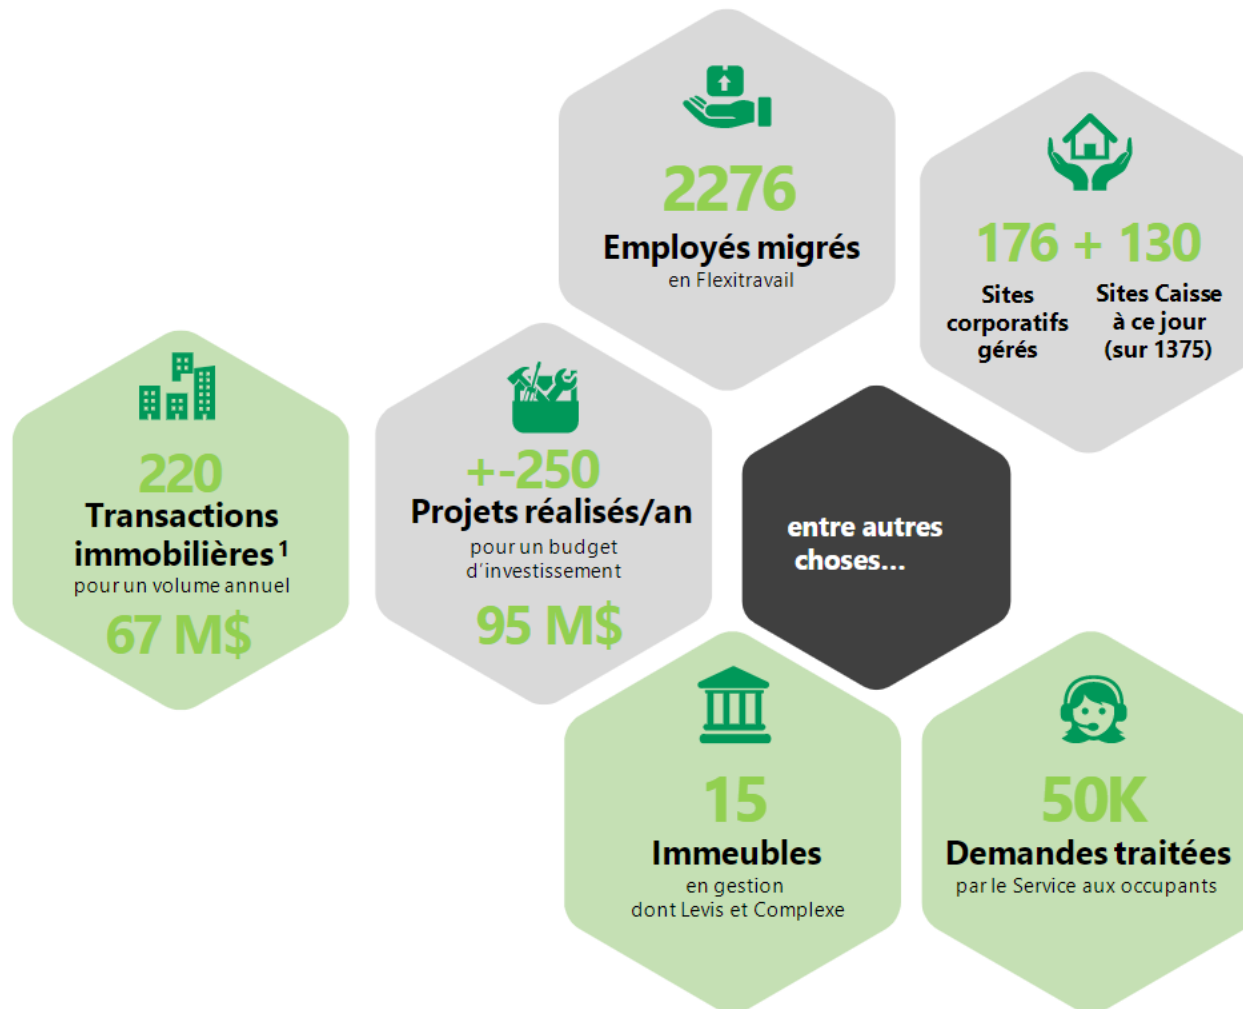 2276
Employés migrés
en Flexitravail
176 + 130
Sites
corporatifs
gérés
Sites Caisse
à ce jour
(sur 1375)
220
Transactions
immobilières ¹
pour un volume annuel
67 M$
+-250
Projets réalisés/an
pour un budget
d'investissement
95 M$
entre autres
choses...
15
Immeubles
en gestion
dont Levis et Complexe
50K
Demandes traitées
par le Service aux occupants